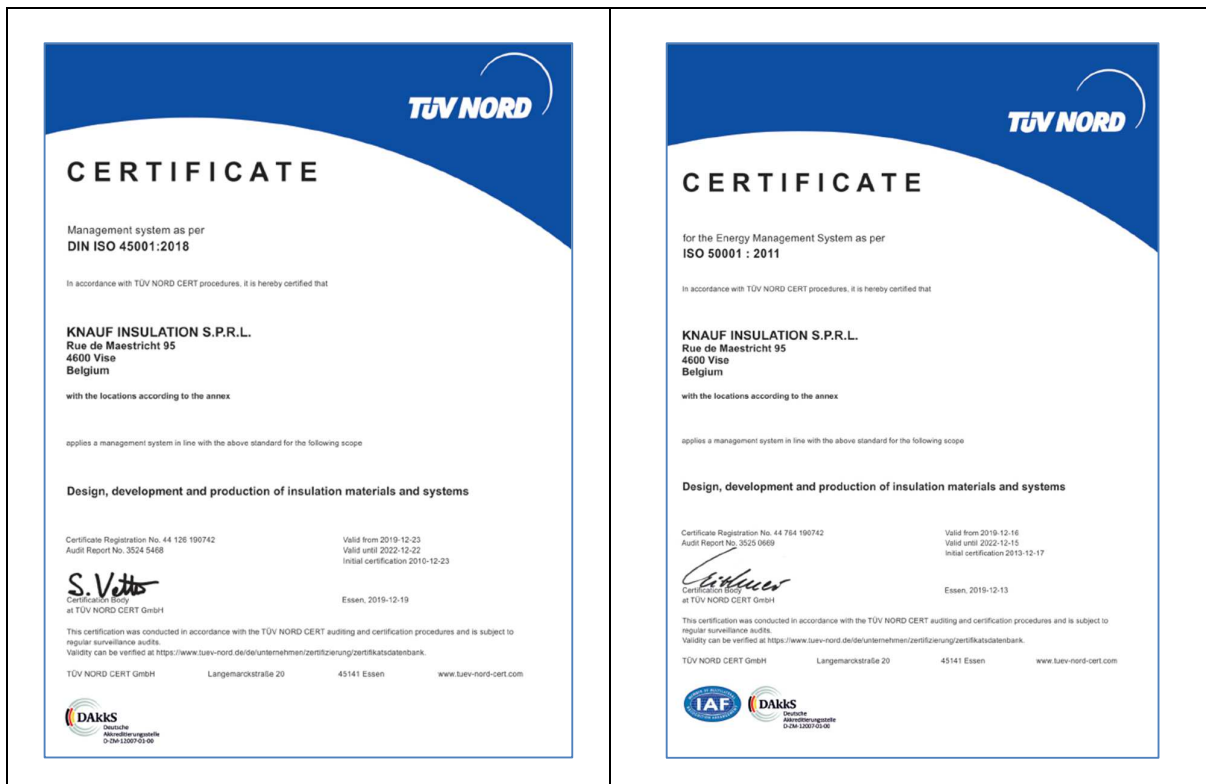 TÜV NORD
CERTIFICATE
Management system as per
DIN ISO 45001:2018
In accordance with TÜV NORD CERT procedures, it is hereby certified that
KNAUF INSULATION S.P.R.L.
Rue de Maestricht 95
4600 Vise
Belgium
with the locations according to the annex
applies a management system in line with the above standard for the following scope
Design, development and production of insulation materials and systems
Certificate Registration No. 44 126 190742
Audit Report No. 3524 5468
Valid from 2019-12-23
Valid until 2022-12-22
Initial certification 2010-12-23
S. Vetto
Certification Body
at TÜV NORD CERT GmbH
Essen, 2019-12-19
This certification was conducted in accordance with the TÜV NORD CERT auditing and certification procedures and is subject to
regular surveillance audits.
Validity can be verified at https://www.tuev-nord.de/de/unternehmen/zertifizierung/zertifikatsdatenbank.
TÜV NORD CERT GmbH Langemarckstraße 20 45141 Essen www.tuev-nord-cert.com
DAkkS
Deutsche
Akkreditierungsstelle
D-ZM-12007-01-00
TÜV NORD
CERTIFICATE
for the Energy Management System as per
ISO 50001 : 2011
In accordance with TÜV NORD CERT procedures, it is hereby certified that
KNAUF INSULATION S.P.R.L.
Rue de Maestricht 95
4600 Vise
Belgium
with the locations according to the annex
applies a management system in line with the above standard for the following scope
Design, development and production of insulation materials and systems
Certificate Registration No. 44 764 190742
Audit Report No. 3525 0669
Valid from 2019-12-16
Valid until 2022-12-15
Initial certification 2013-12-17
Certification Body
at TÜV NORD CERT GmbH
Essen, 2019-12-13
This certification was conducted in accordance with the TÜV NORD CERT auditing and certification procedures and is subject to
regular surveillance audits.
Validity can be verified at https://www.tuev-nord.de/de/unternehmen/zertifizierung/zertifikatsdatenbank.
TÜV NORD CERT GmbH Langemarckstraße 20 45141 Essen www.tuev-nord-cert.com
IAF
DAkkS
Deutsche
Akkreditierungsstelle
D-ZM-12007-01-00